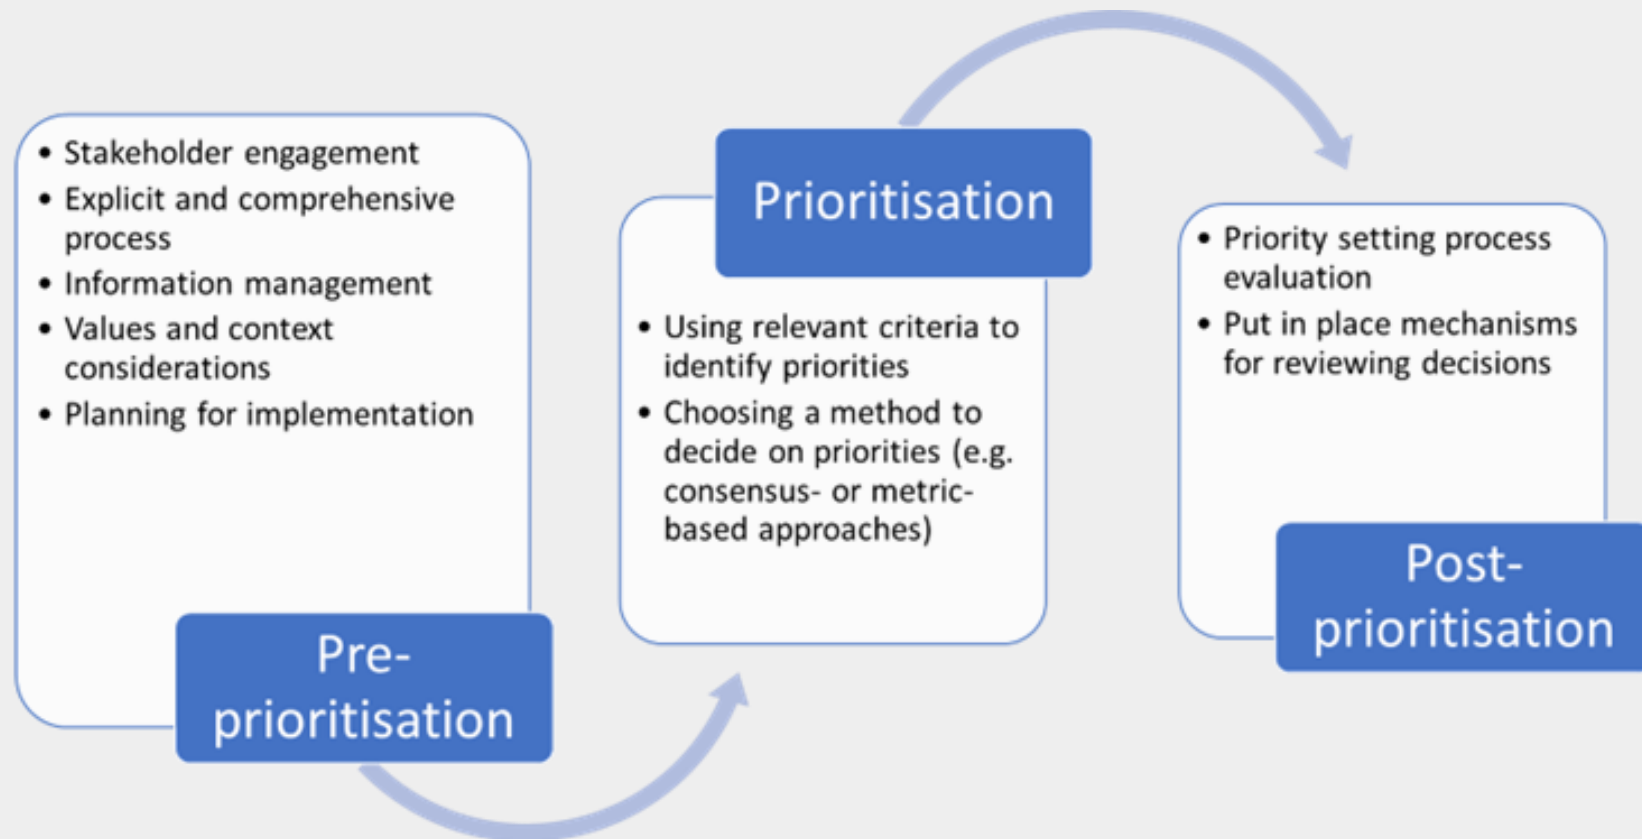 • Stakeholder engagement
• Explicit and comprehensive
process
• Information management
• Values and context
considerations
• Planning for implementation
Pre-
prioritisation
Prioritisation
• Using relevant criteria to
identify priorities
• Choosing a method to
decide on priorities (e.g.
consensus- or metric-
based approaches)
• Priority setting process
evaluation
• Put in place mechanisms
for reviewing decisions
Post-
prioritisation